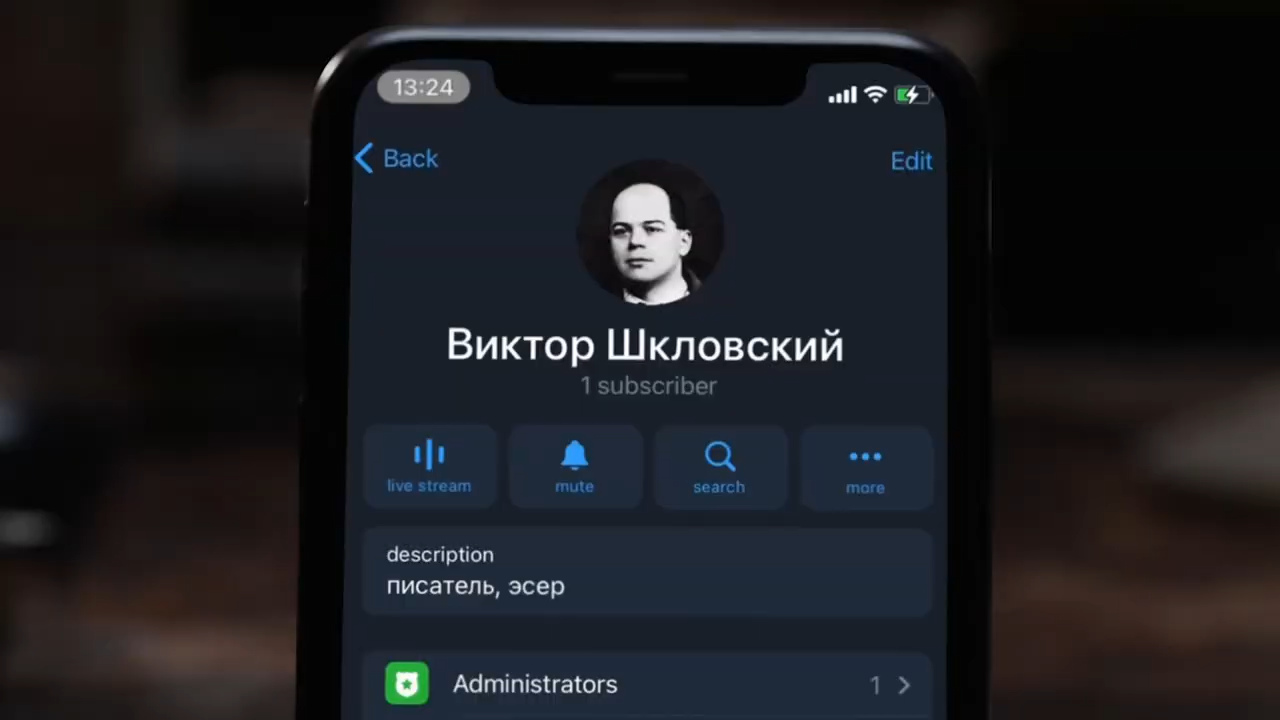 13:24
Back
Edit
Виктор Шкловский
1 subscriber
live stream
mute
search
more
description
писатель, эсер
Administrators
1